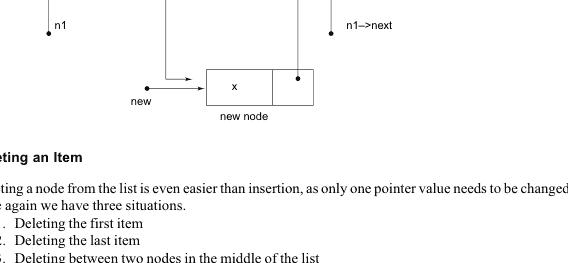 n1
n1–>next
x
new
new node
ting an Item
ting a node from the list is even easier than insertion, as only one pointer value needs to be changed
again we have three situations.
. Deleting the first item
2. Deleting the last item
3. Deleting between two nodes in the middle of the list